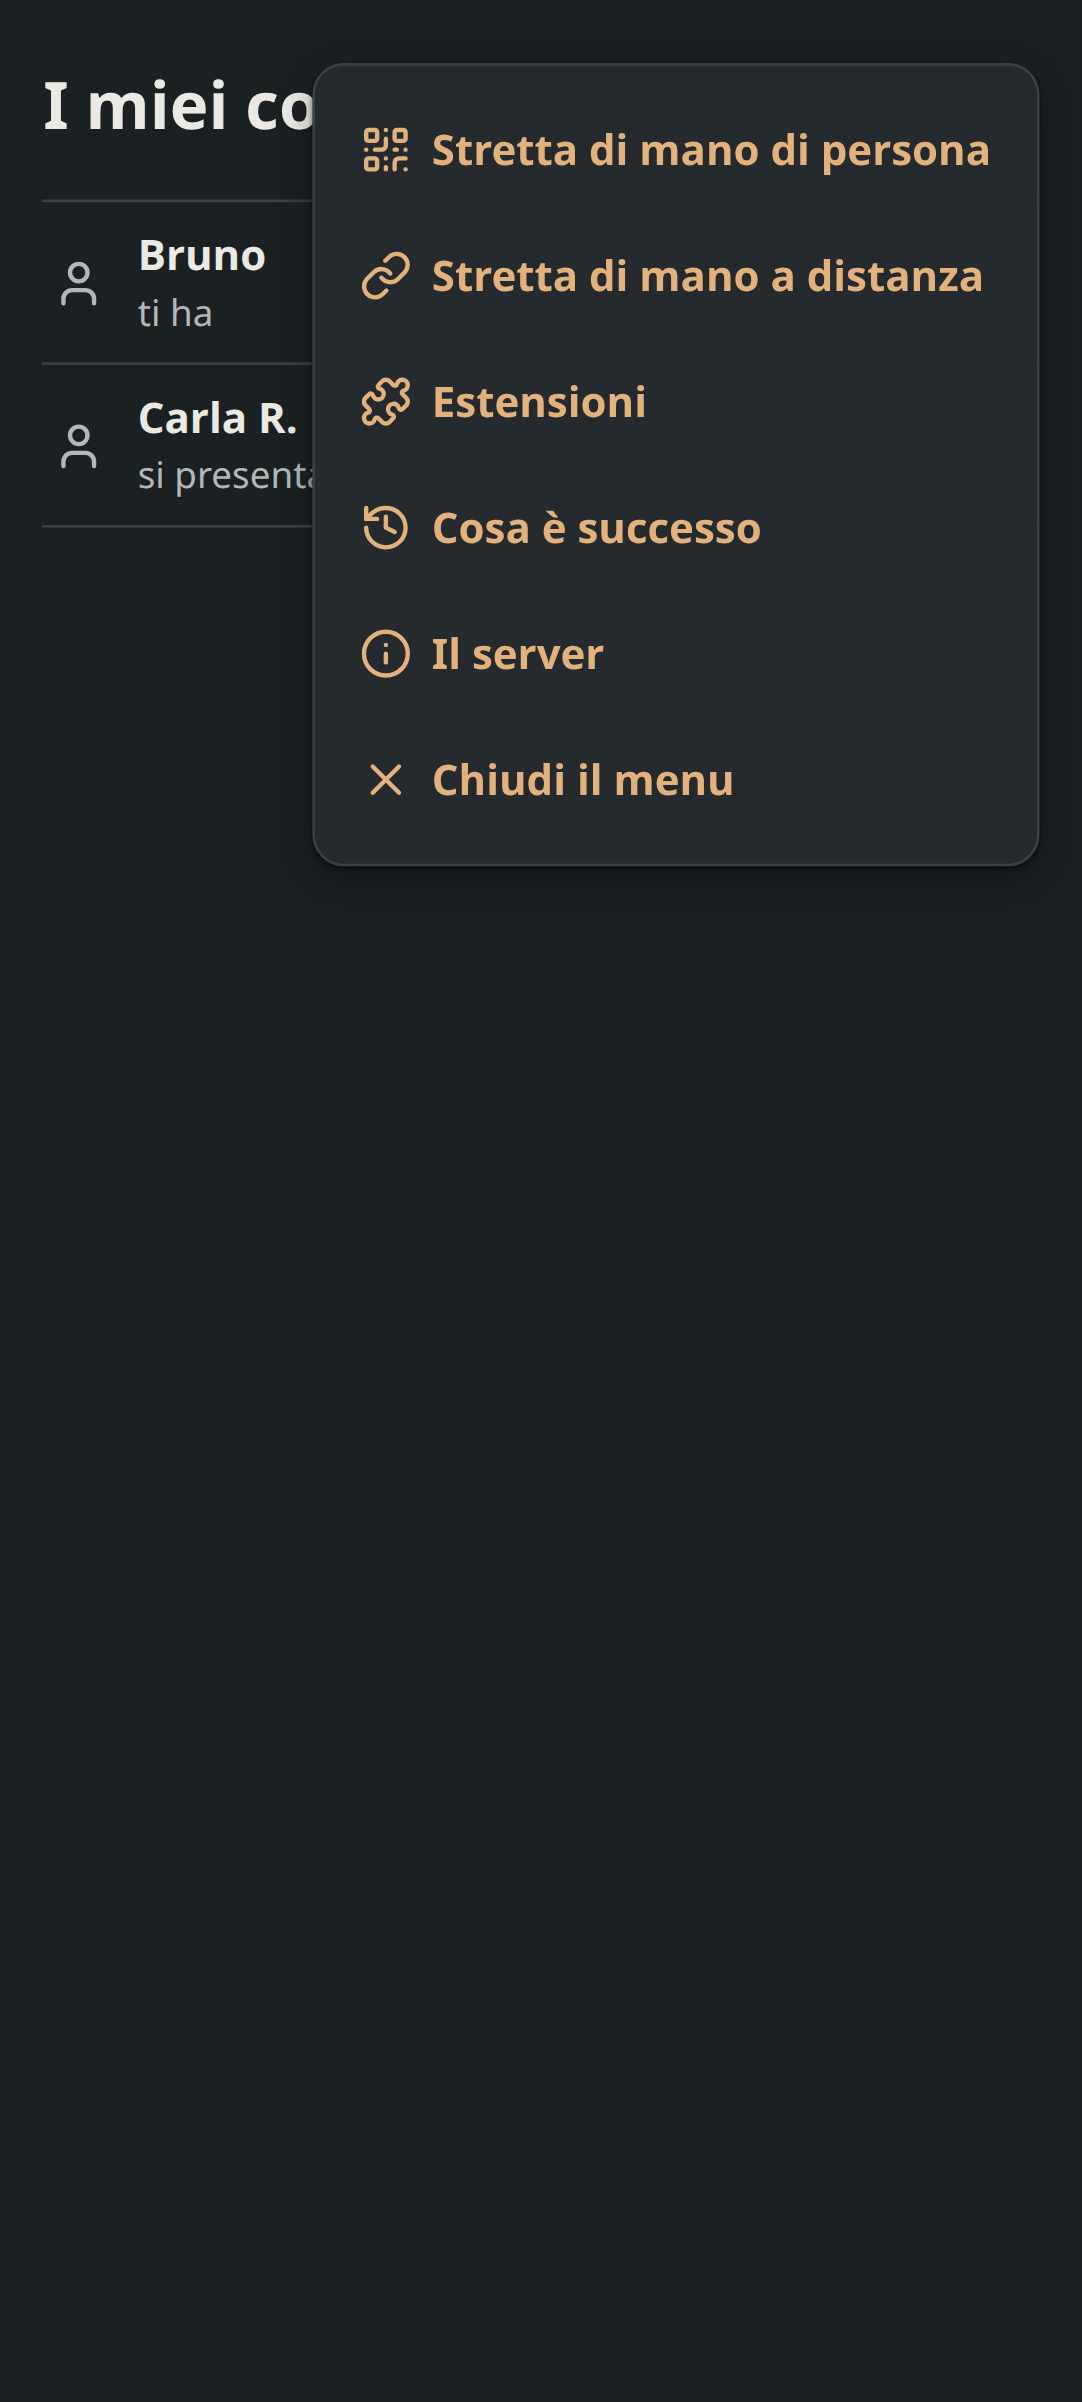 I miei co
Bruno
ti ha
Carla R.
si present
Stretta di mano di persona
Stretta di mano a distanza
Estensioni
Cosa è successo
Il server
Chiudi il menu